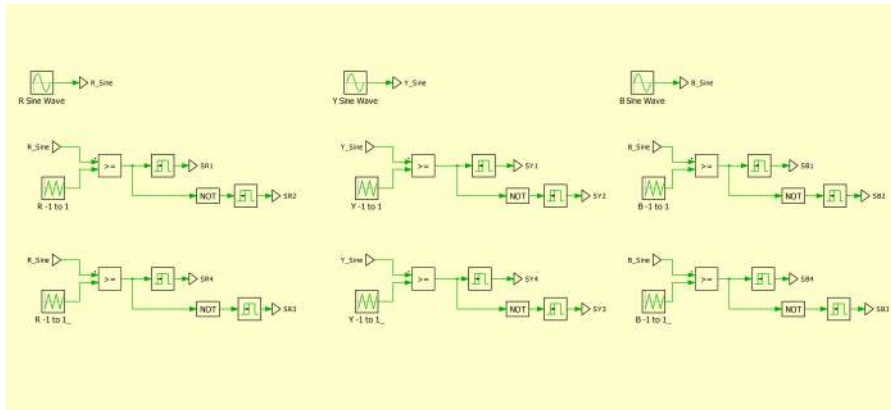 R_Sine Y_Sine B_Sine
R Sine Wave Y Sine Wave B Sine Wave
R_Sine >= SR1 Y_Sine >= SY1 B_Sine >= SB1
R -1 to 1 NOT SR2 Y -1 to 1 NOT SY2 B -1 to 1 NOT SB2
R_Sine >= SR4 Y_Sine >= SY4 B_Sine >= SB4
R -1 to 1_ NOT SR3 Y -1 to 1_ NOT SY3 B -1 to 1_ NOT SB3